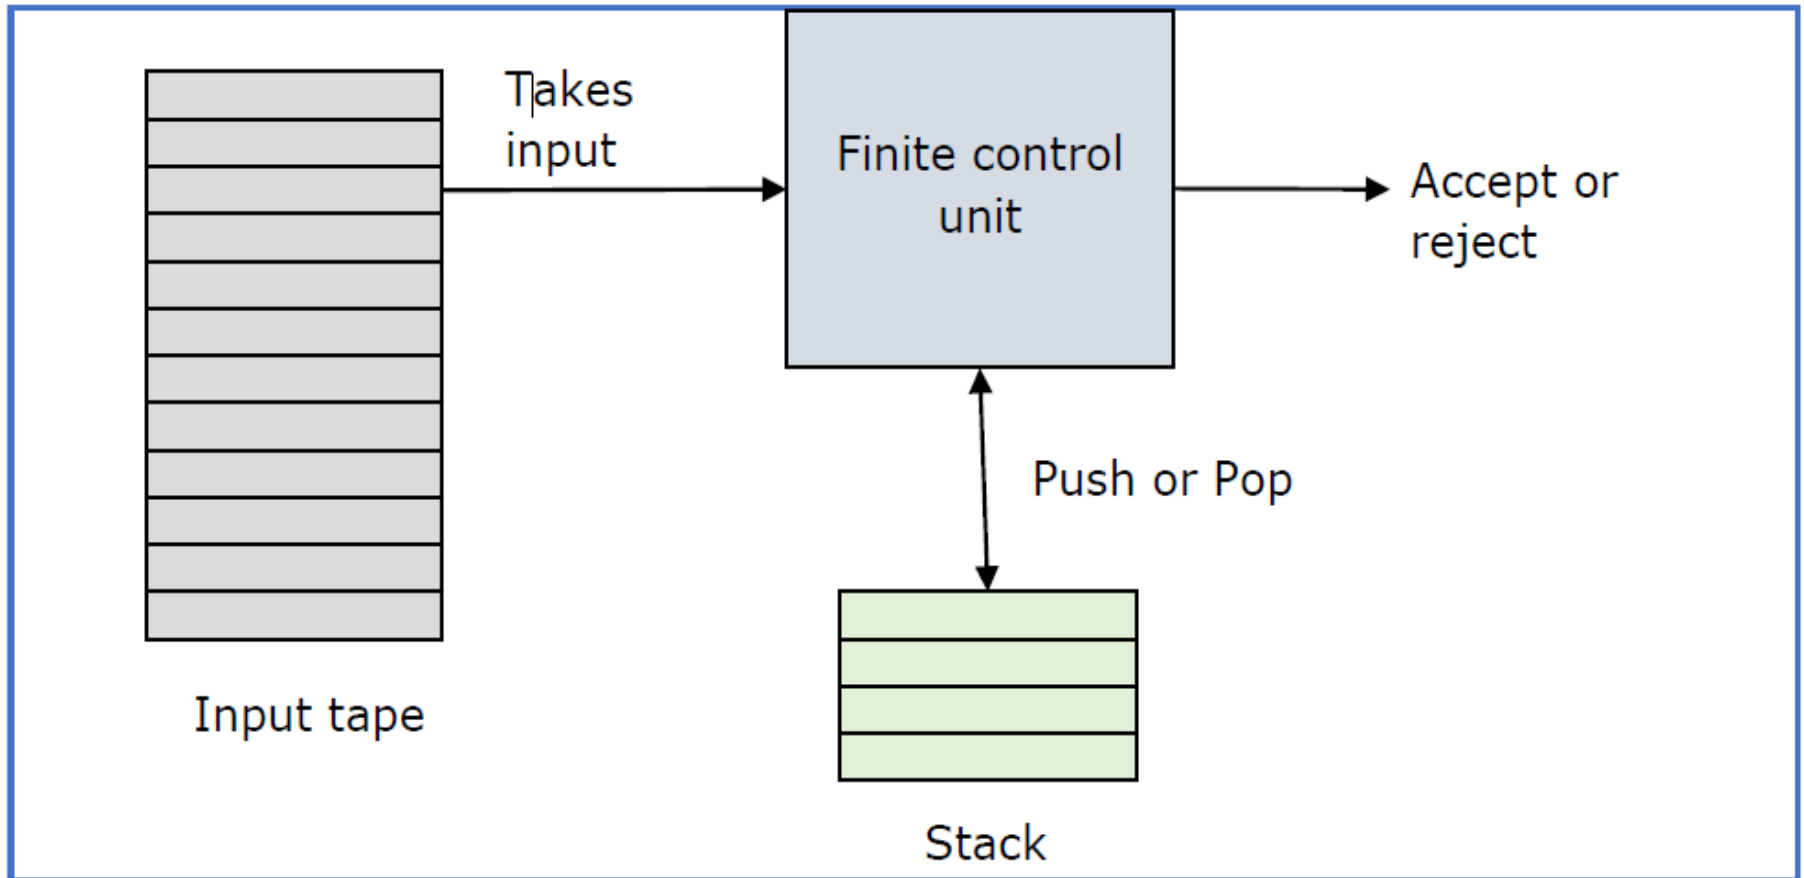 Takes
input
Finite control
unit
Accept or
reject
Push or Pop
Input tape
Stack